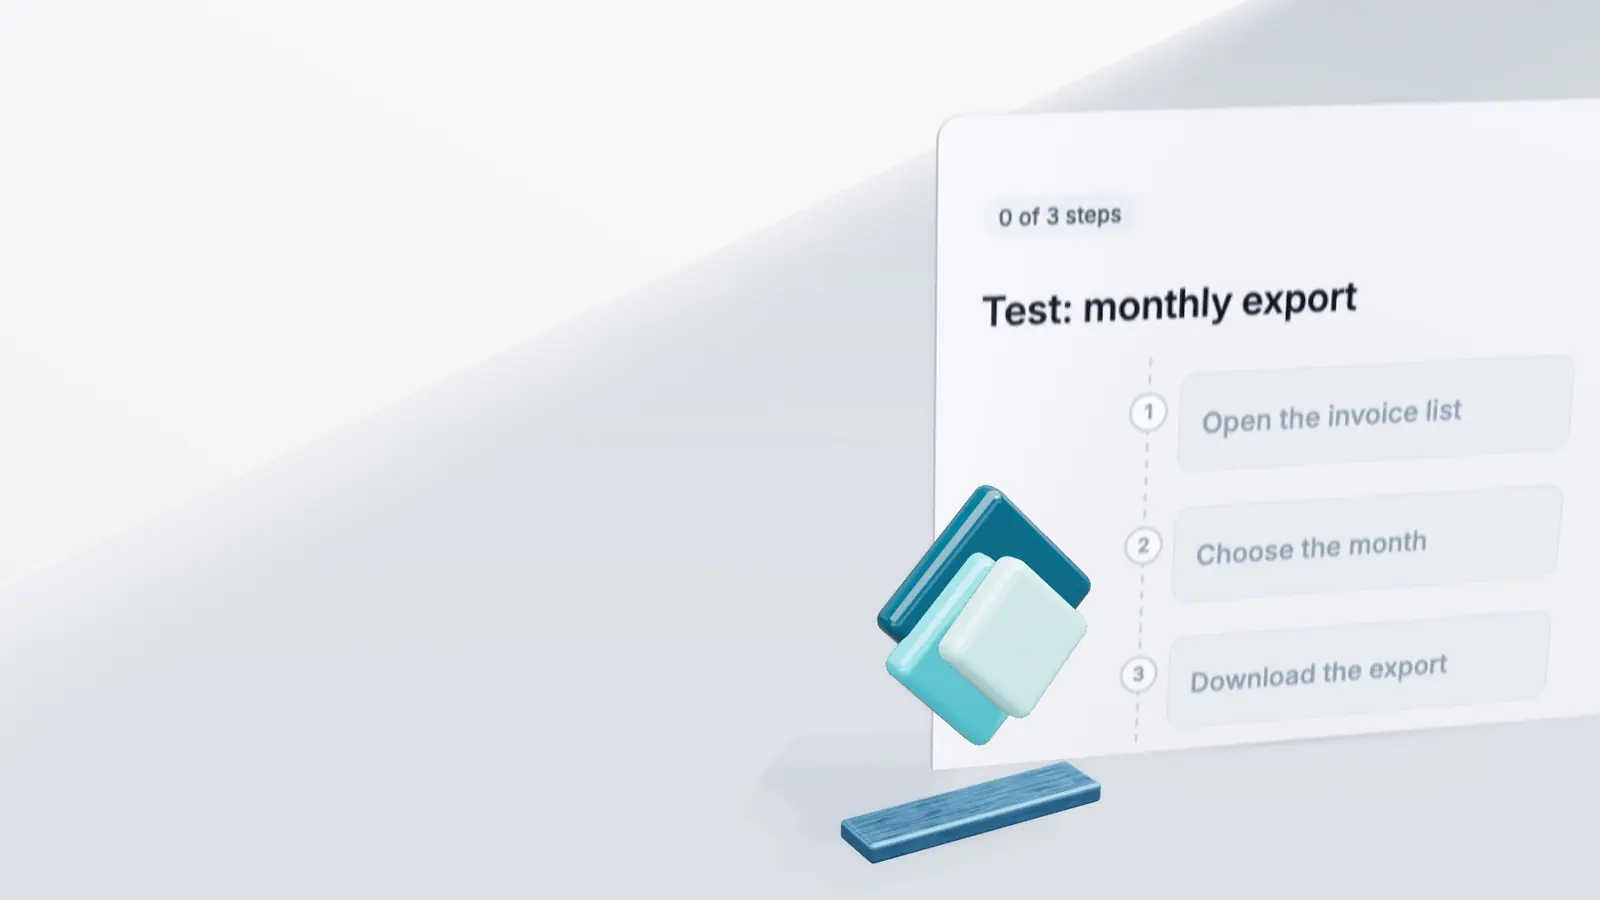 0 of 3 steps
Test: monthly export
1
Open the invoice list
2
Choose the month
3
Download the export